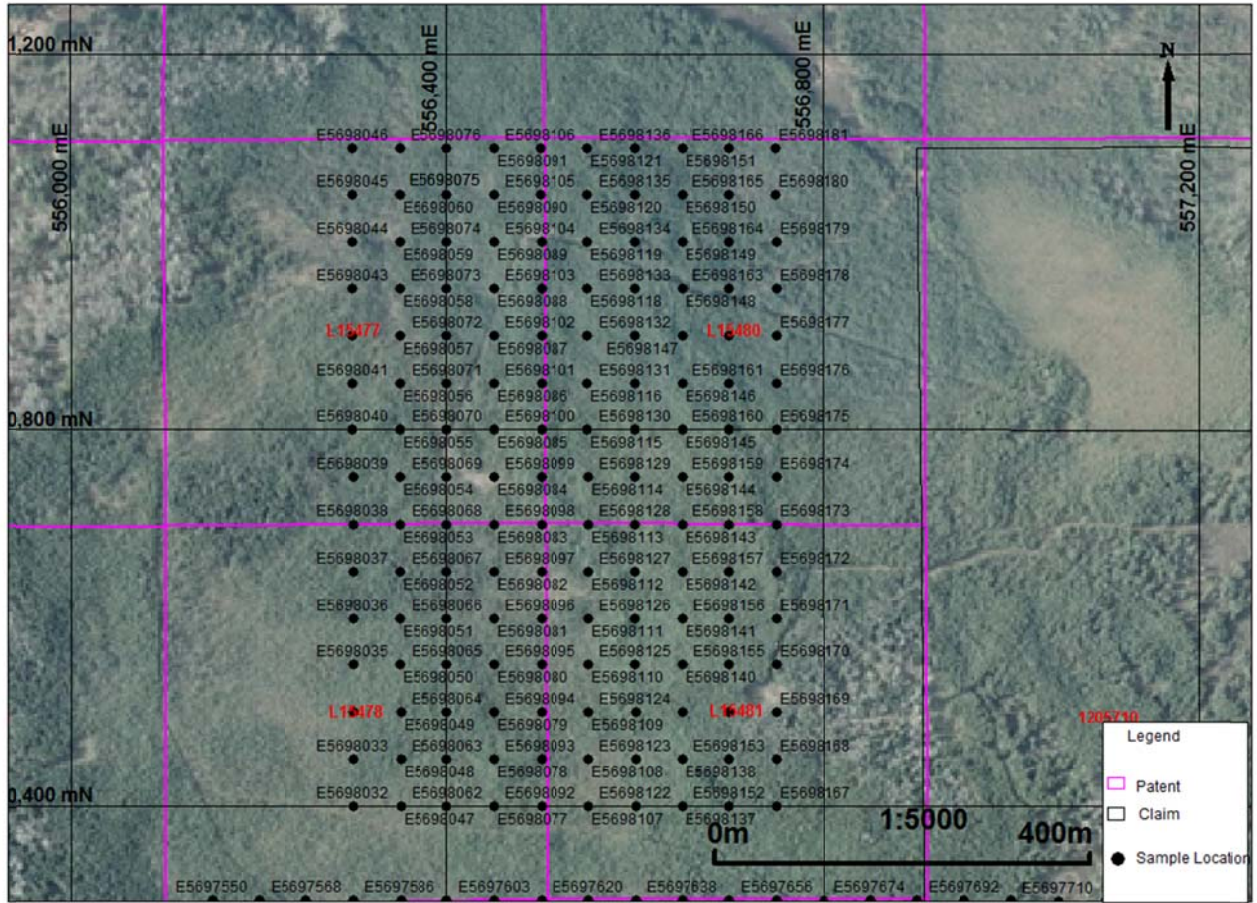 1,200 mN
556,000 mE
556,400 mE
556,800 mE
557,200 mE
N
E5698046 E5698076 E5698106 E5698136 E5698166 E5698181
E5698091 E5698121 E5698151
E5698045 E5698075 E5698105 E5698135 E5698165 E5698180
E5698060 E5698090 E5698120 E5698150
E5698044 E5698074 E5698104 E5698134 E5698164 E5698179
E5698059 E5698089 E5698119 E5698149
E5698043 E5698073 E5698103 E5698133 E5698163 E5698178
E5698058 E5698088 E5698118 E5698148
L15477 E5698072 E5698102 E5698132 L15480 E5698177
E5698057 E5698087 E5698147
E5698041 E5698071 E5698101 E5698131 E5698161 E5698176
E5698056 E5698086 E5698116 E5698146
0,800 mN
E5698040 E5698070 E5698100 E5698130 E5698160 E5698175
E5698055 E5698085 E5698115 E5698145
E5698039 E5698069 E5698099 E5698129 E5698159 E5698174
E5698054 E5698084 E5698114 E5698144
E5698038 E5698068 E5698098 E5698128 E5698158 E5698173
E5698053 E5698083 E5698113 E5698143
E5698037 E5698067 E5698097 E5698127 E5698157 E5698172
E5698052 E5698082 E5698112 E5698142
E5698036 E5698066 E5698096 E5698126 E5698156 E5698171
E5698051 E5698081 E5698111 E5698141
E5698035 E5698065 E5698095 E5698125 E5698155 E5698170
E5698050 E5698080 E5698110 E5698140
L15478 E5698064 E5698094 E5698124 L15481 E5698169
E5698049 E5698079 E5698109
1205710
E5698033 E5698063 E5698093 E5698123 E5698153 E5698168
E5698048 E5698078 E5698108 E5698138
0,400 mN
E5698032 E5698062 E5698092 E5698122 E5698152 E5698167
E5698047 E5698077 E5698107 E5698137
0m 1:5000 400m
E5697550 E5697568 E5697586 E5697603 E5697620 E5697638 E5697656 E5697674 E5697692 E5697710
Legend
Patent
Claim
Sample Location